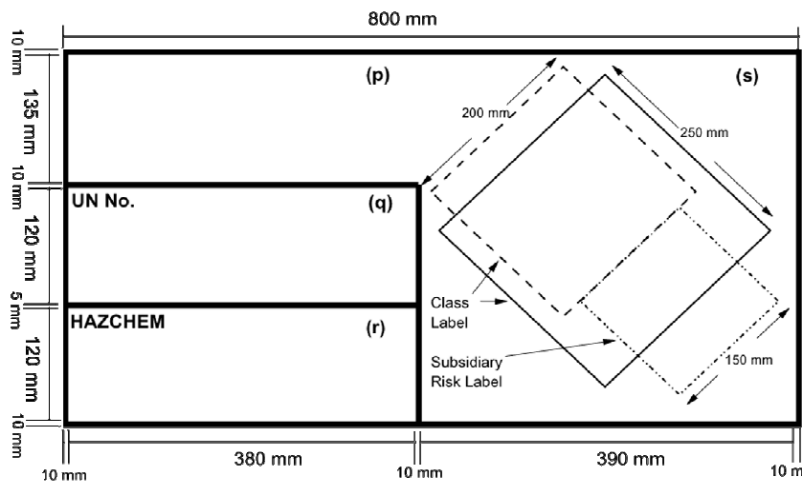 800 mm
10 mm
135 mm
10 mm
120 mm
5 mm
120 mm
10 mm
(p)
(s)
200 mm
250 mm
UN No.
(q)
HAZCHEM
(r)
Class
Label
Subsidiary
Risk Label
150 mm
380 mm
390 mm
10 mm
10 mm
10 m